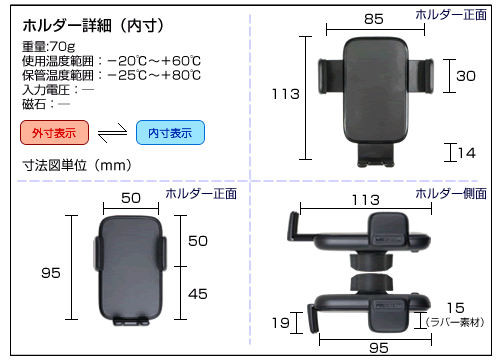 ホルダー詳細（内寸）
重量:70g
使用温度範囲：－20℃～＋60℃
保管温度範囲：－25℃～＋80℃
入力電圧：―
磁石：―
外寸表示
内寸表示
寸法図単位（mm）
ホルダー正面
85
113
30
14
ホルダー正面
50
95
50
45
ホルダー側面
113
19
15
（ラバー素材）
95